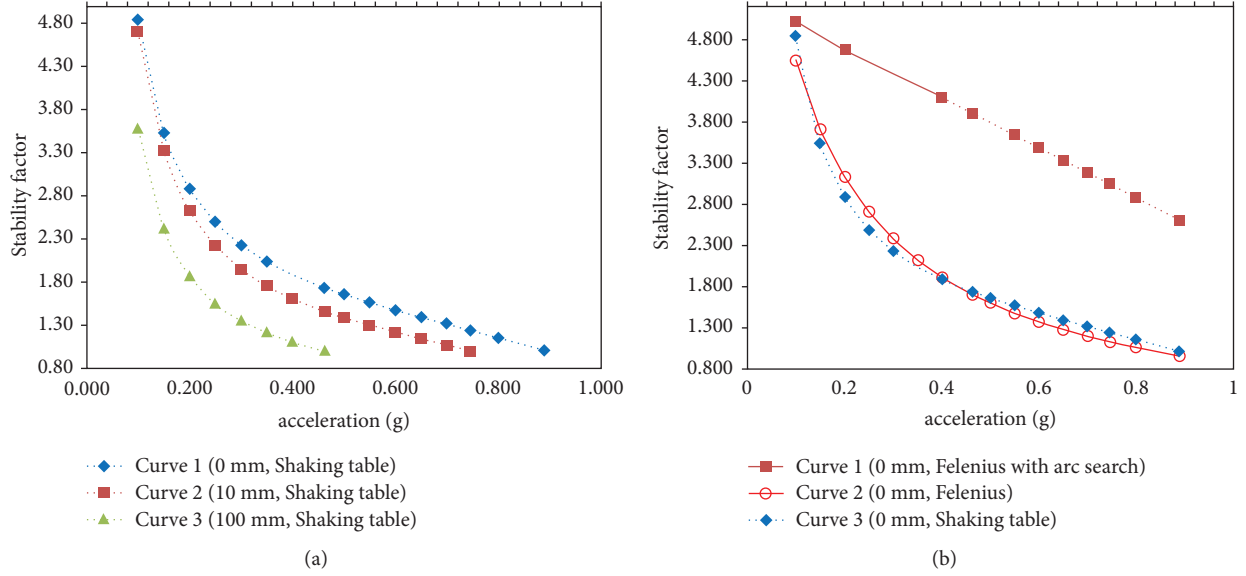 4.80
4.30
3.80
3.30
2.80
2.30
1.80
1.30
0.80
Stability factor
0.000 0.200 0.400 0.600 0.800 1.000
acceleration (g)
Curve 1 (0 mm, Shaking table)
Curve 2 (10 mm, Shaking table)
Curve 3 (100 mm, Shaking table)
(a)
4.800
4.300
3.800
3.300
2.800
2.300
1.800
1.300
0.800
Stability factor
0 0.2 0.4 0.6 0.8 1
acceleration (g)
Curve 1 (0 mm, Felenius with arc search)
Curve 2 (0 mm, Felenius)
Curve 3 (0 mm, Shaking table)
(b)